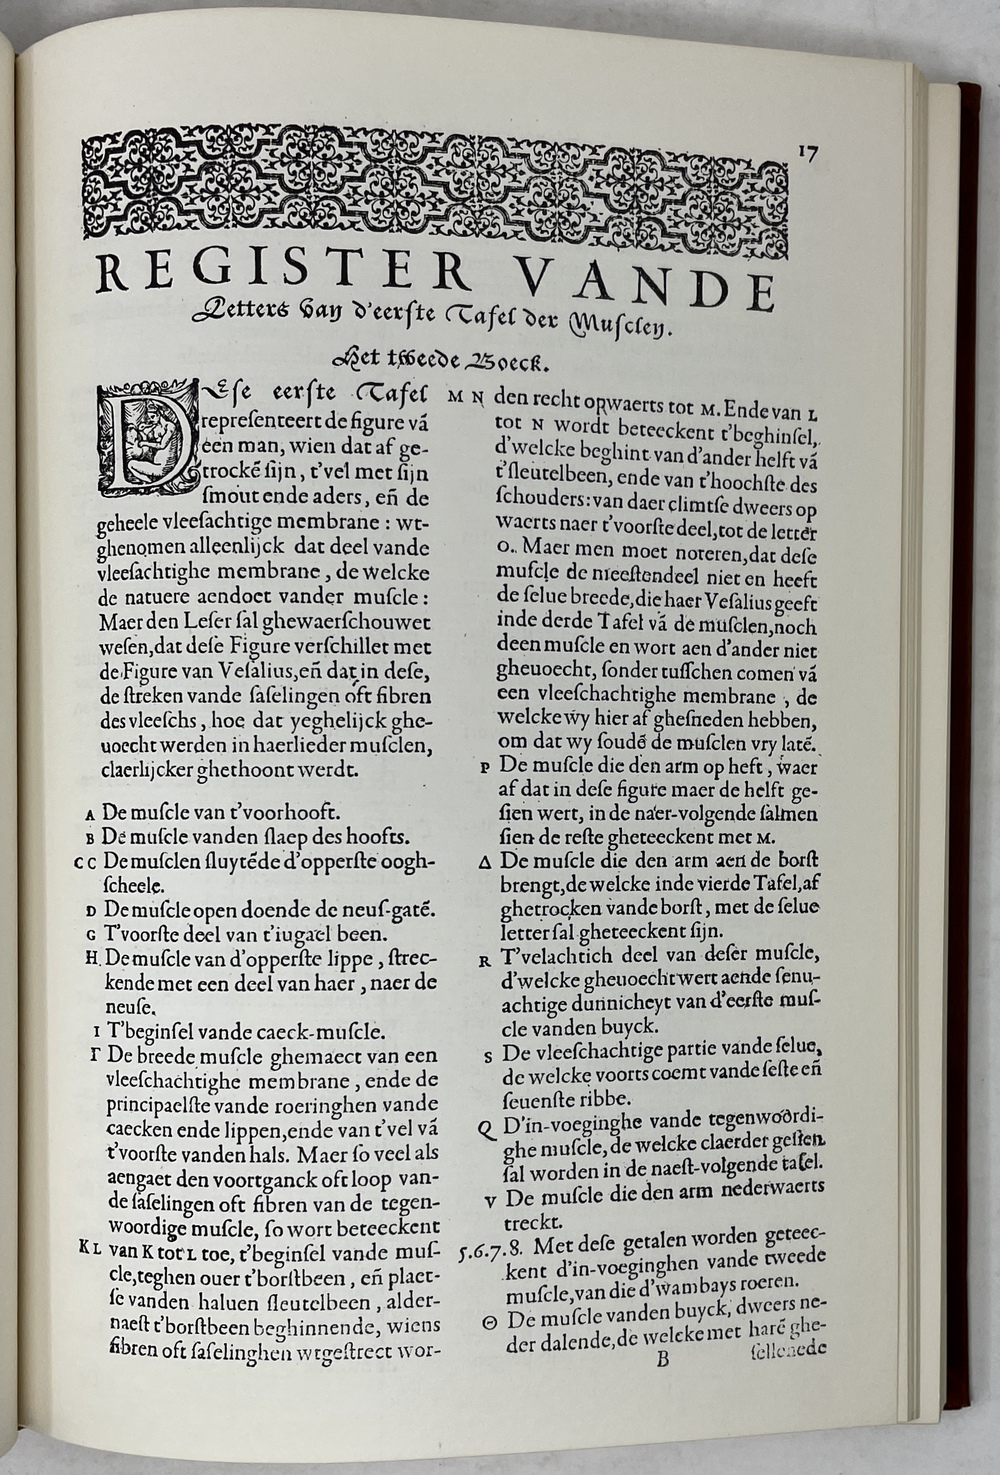 17
REGISTER VANDE
Letters van d'eerſte Tafel der Muſclen.
Het tweede Boeck.
DEſe eerſte Tafel
repreſenteert de figure vã
een man, wien dat af ge-
trockẽ ſijn, t'vel met ſijn
ſmout ende aders, eñ de
geheele vleeſachtige membrane : wt-
ghenomen alleenlijck dat deel vande
vleeſachtighe membrane, de welcke
de natuere aendoet vander muſcle :
Maer den Leſer ſal ghewaerſchouwet
weſen, dat deſe Figure verſchillet met
de Figure van Veſalius, eñ dat in deſe,
de ſtreken vande ſaſelingen oft fibren
des vleeſchs, hoe dat yeghelijck ghe-
uoecht werden in haerlieder muſclen,
claerlijcker ghethoont werdt.
A De muſcle van t'voorhooft.
B De muſcle vanden ſlaep des hoofts.
C C De muſclen ſluytẽde d'opperſte oogh-
ſcheele.
D De muſcle open doende de neuſ-gatẽ.
G T'voorſte deel van t'iugael been.
H. De muſcle van d'opperſte lippe, ſtrec-
kende met een deel van haer, naer de
neuſe.
I T'beginſel vande caeck-muſcle.
Γ De breede muſcle ghemaect van een
vleeſchachtighe membrane, ende de
principaelſte vande roeringhen vande
caecken ende lippen, ende van t'vel vã
t'voorſte vanden hals. Maer ſo veel als
aengaet den voortganck oft loop van-
de ſaſelingen oft fibren van de tegen-
woordige muſcle, ſo wort beteeckent
K L van K tot L toe, t'beginſel vande muſ-
cle, teghen ouer t'borſtbeen, eñ plaet-
ſe vanden haluen ſleutelbeen, alder-
naeſt t'borſtbeen beghinnende, wiens
fibren oft ſaſelinghen wtgeſtrect wor-
M N den recht opwaerts tot M. Ende van L
tot N wordt beteeckent t'beghinſel,
d'welcke beghint van d'ander helft vã
t'ſleutelbeen, ende van t'hoochſte des
ſchouders: van daer climtſe dweers op
waerts naer t'voorſte deel, tot de letter
O. Maer men moet noteren, dat deſe
muſcle de meeſtendeel niet en heeft
de ſelue breede, die haer Veſalius geeft
inde derde Tafel vã de muſclen, noch
deen muſcle en wort aen d'ander niet
gheuoecht, ſonder tuſſchen comen vã
een vleeſchachtighe membrane, de
welcke wy hier af gheſneden hebben,
om dat wy ſoudẽ de muſclen vry latẽ.
P De muſcle die den arm op heft, waer
af dat in deſe figure maer de helft ge-
ſien wert, in de naer-volgende ſalmen
ſien de reſte gheteeckent met M.
Δ De muſcle die den arm aen de borſt
brengt, de welcke inde vierde Tafel, af
ghetrocken vande borſt, met de ſelue
letter ſal gheteeckent ſijn.
R T'velachtich deel van deſer muſcle,
d'welcke gheuoecht wert aende ſenu-
achtige dunnicheyt van d'eerſte muſ-
cle vanden buyck.
S De vleeſchachtige partie vande ſelue,
de welcke voorts coemt vande ſeſte eñ
ſeuenſte ribbe.
Q D'in-voeginghe vande tegenwoordi-
ghe muſcle, de welcke claerder geſien
ſal worden in de naeſt-volgende tafel.
V De muſcle die den arm nederwaerts
treckt.
5.6.7.8. Met deſe getalen worden geteec-
kent d'in-voeginghen vande tweede
muſcle, van die d'wambays roeren.
Θ De muſcle vanden buyck, dweers ne-
der dalende, de welcke met harẽ ghe-
B ſellenede